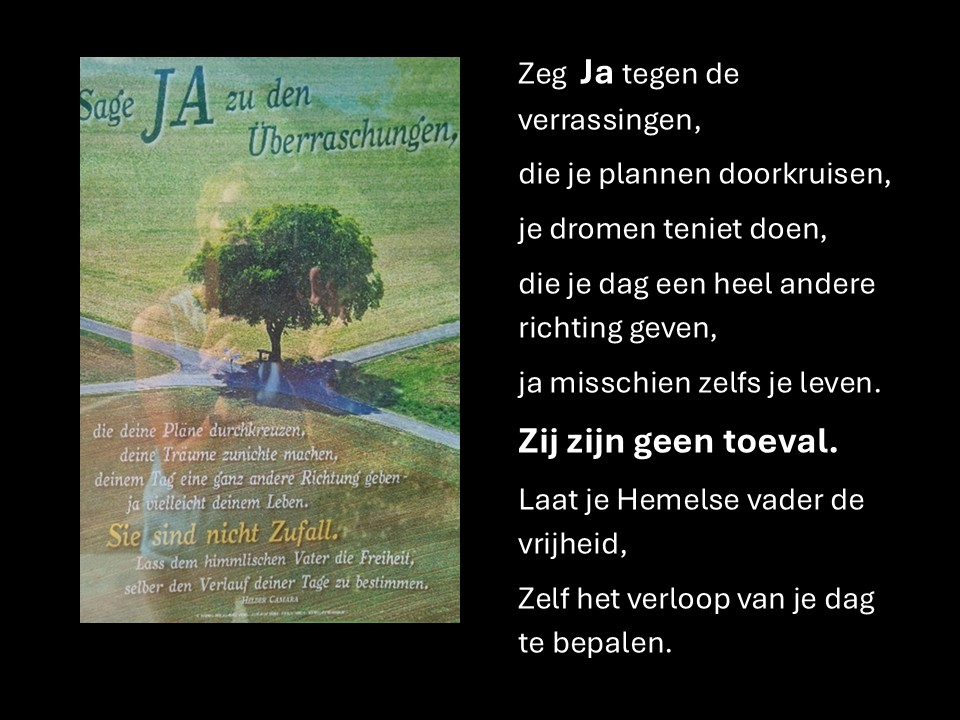 Sage JA zu den
Überraschungen,
die deine Pläne durchkreuzen,
deine Träume zunichte machen,
deinem Tag eine ganz andere Richtung geben -
ja vielleicht deinem Leben.
Sie sind nicht Zufall.
Lass dem himmlischen Vater die Freiheit,
selber den Verlauf deiner Tage zu bestimmen.
HELDER CAMARA
Zeg Ja tegen de
verrassingen,
die je plannen doorkruisen,
je dromen teniet doen,
die je dag een heel andere
richting geven,
ja misschien zelfs je leven.
Zij zijn geen toeval.
Laat je Hemelse vader de
vrijheid,
Zelf het verloop van je dag
te bepalen.